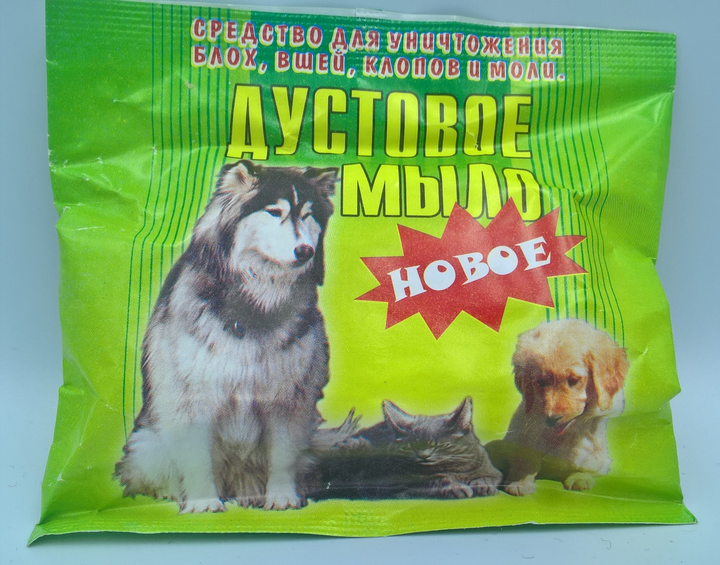 СРЕДСТВО ДЛЯ УНИЧТОЖЕНИЯ
БЛОХ, ВШЕЙ, КЛОПОВ И МОЛИ.
ДУСТОВОЕ
МЫЛО
НОВОЕ